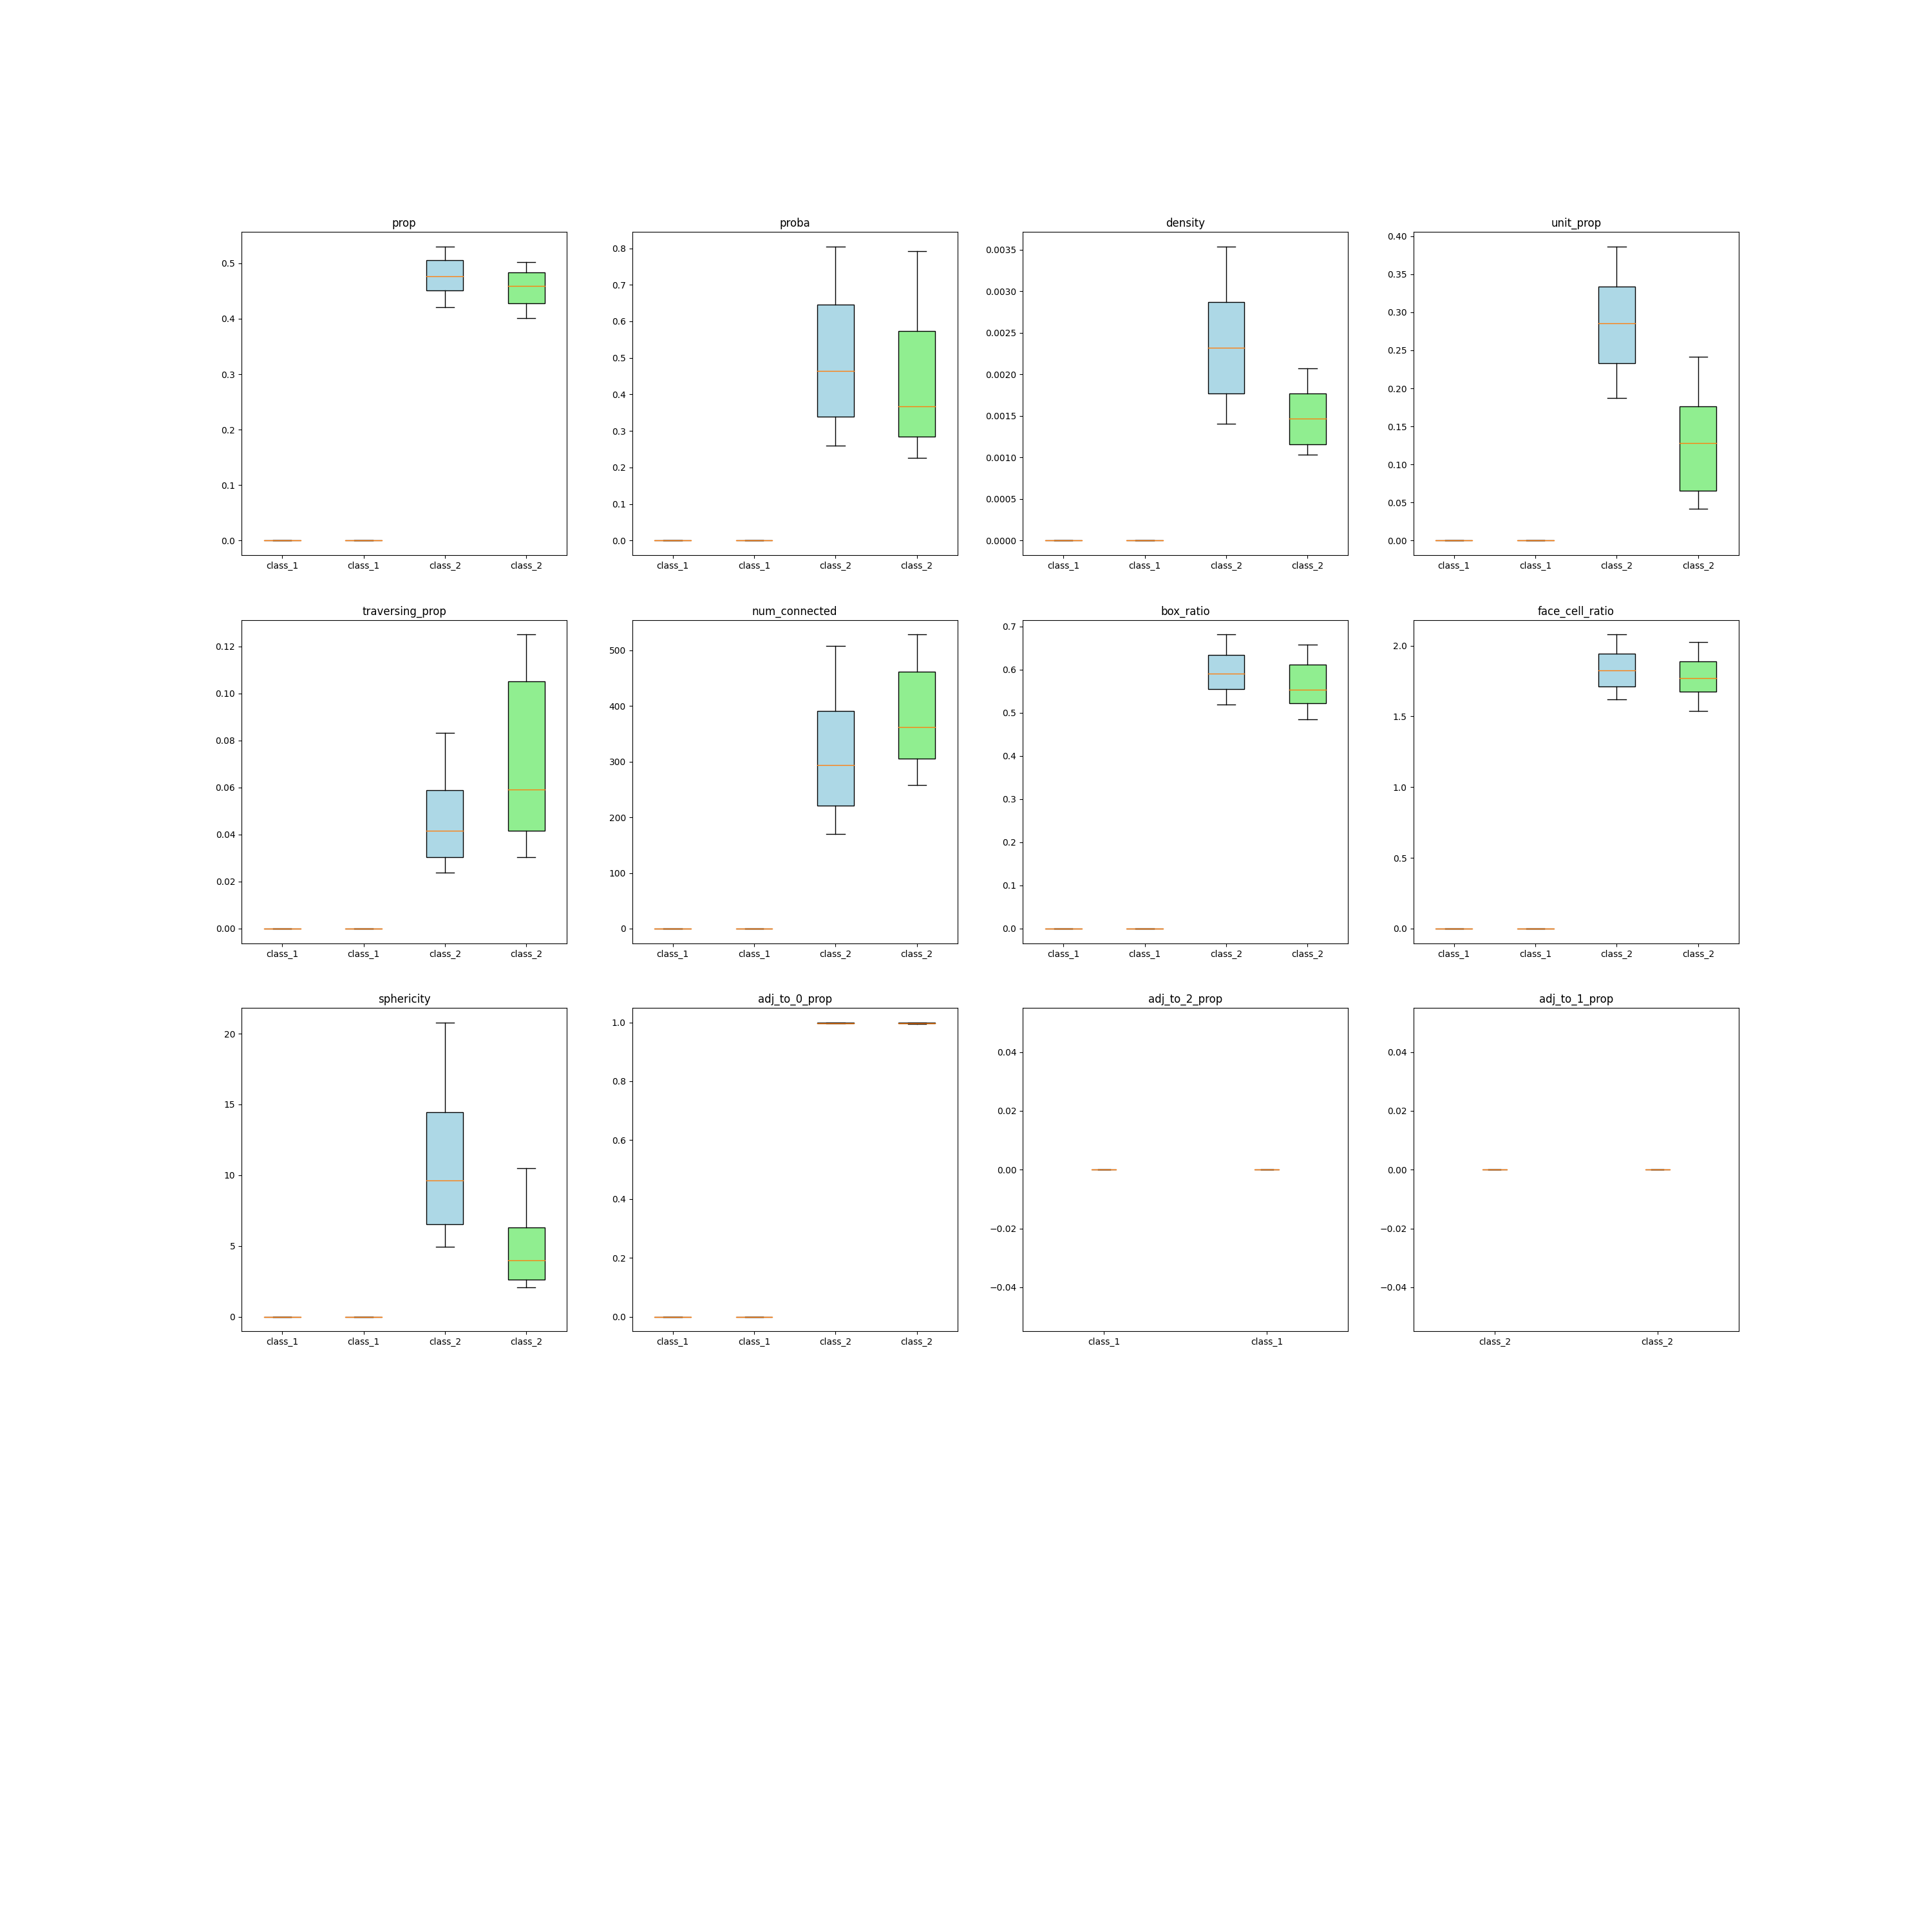 prop proba density unit_prop
0.5 0.4 0.3 0.2 0.1 0.0
class_1 class_1 class_2 class_2
0.8 0.7 0.6 0.5 0.4 0.3 0.2 0.1 0.0
class_1 class_1 class_2 class_2
0.0035 0.0030 0.0025 0.0020 0.0015 0.0010 0.0005 0.0000
class_1 class_1 class_2 class_2
0.40 0.35 0.30 0.25 0.20 0.15 0.10 0.05 0.00
class_1 class_1 class_2 class_2
traversing_prop num_connected box_ratio face_cell_ratio
0.12 0.10 0.08 0.06 0.04 0.02 0.00
class_1 class_1 class_2 class_2
500 400 300 200 100 0
class_1 class_1 class_2 class_2
0.7 0.6 0.5 0.4 0.3 0.2 0.1 0.0
class_1 class_1 class_2 class_2
2.0 1.5 1.0 0.5 0.0
class_1 class_1 class_2 class_2
sphericity adj_to_0_prop adj_to_2_prop adj_to_1_prop
20 15 10 5 0
class_1 class_1 class_2 class_2
1.0 0.8 0.6 0.4 0.2 0.0
class_1 class_1 class_2 class_2
0.04 0.02 0.00 −0.02 −0.04
class_1 class_1
0.04 0.02 0.00 −0.02 −0.04
class_2 class_2